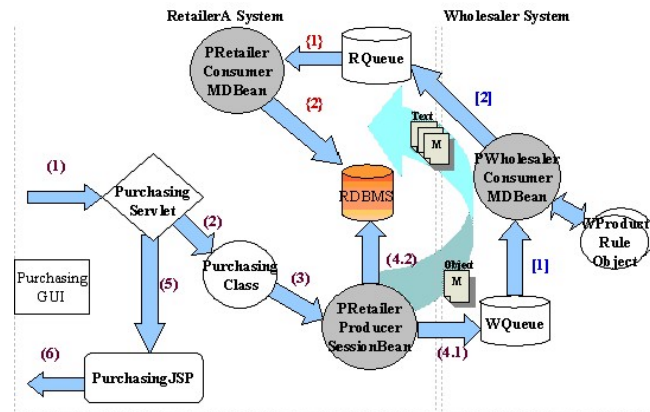 RetailerA System
Wholesaler System
{1}
PRetailer
Consumer
MDBean
RQueue
{2}
[2]
Text
M
(1)
Purchasing
Servlet
RDBMS
PWholesaler
Consumer
MDBean
(2)
WProduct
Rule
Object
Purchasing
Class
(4.2)
Purchasing
GUI
(5)
(3)
Object
M
[1]
PRetailer
Producer
SessionBean
WQueue
(4.1)
(6)
PurchasingJSP